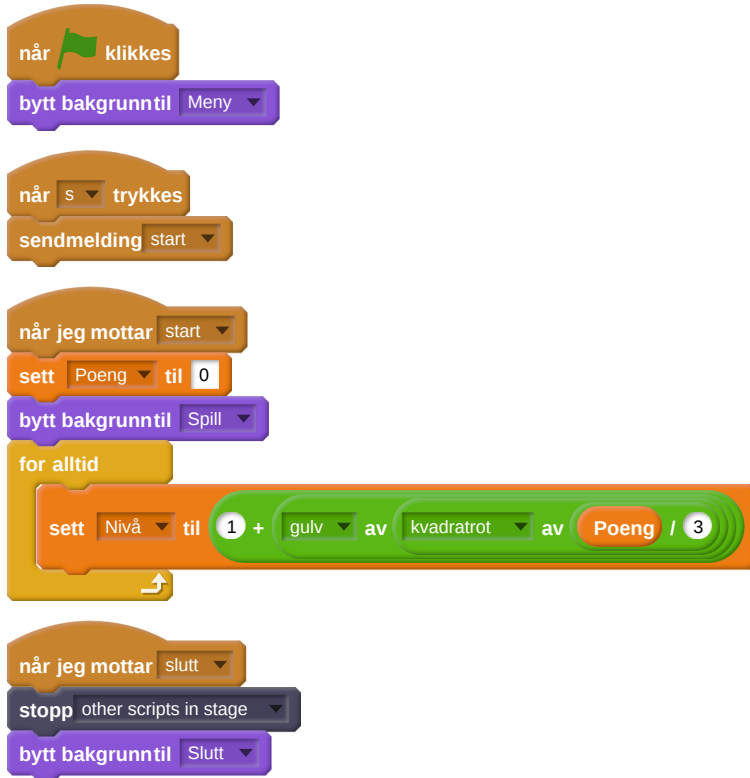 når klikkes
bytt bakgrunn til Meny
når s trykkes
send melding start
når jeg mottar start
sett Poeng til 0
bytt bakgrunn til Spill
for alltid
sett Nivå til 1 + gulv av kvadratrot av Poeng / 3
når jeg mottar slutt
stopp other scripts in stage
bytt bakgrunn til Slutt